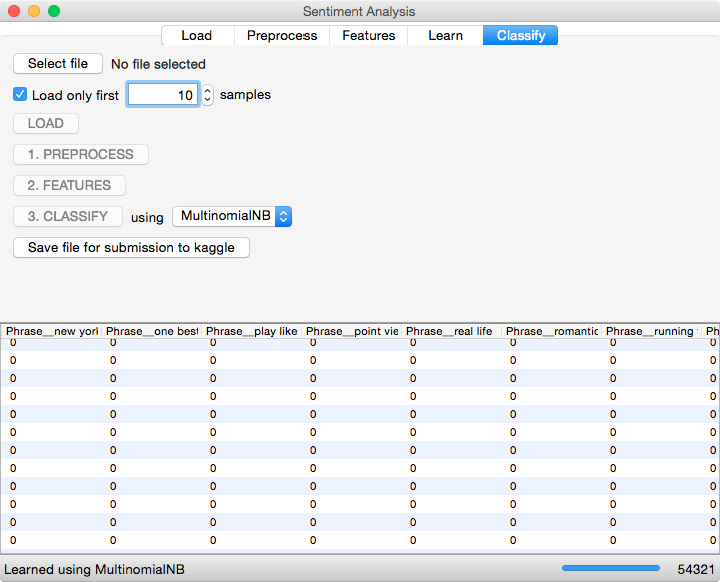 Sentiment Analysis
Load Preprocess Features Learn Classify
Select file No file selected
Load only first 10 samples
LOAD
1. PREPROCESS
2. FEATURES
3. CLASSIFY using MultinomialNB
Save file for submission to kaggle
Phrase__new york Phrase__one best Phrase__play like Phrase__point vie Phrase__real life Phrase__romantic Phrase__running Ph
0 0 0 0 0 0 0 0
0 0 0 0 0 0 0 0
0 0 0 0 0 0 0 0
0 0 0 0 0 0 0 0
0 0 0 0 0 0 0 0
0 0 0 0 0 0 0 0
0 0 0 0 0 0 0 0
0 0 0 0 0 0 0 0
0 0 0 0 0 0 0 0
0 0 0 0 0 0 0 0
0 0 0 0 0 0 0 0
0 0 0 0 0 0 0 0
Learned using MultinomialNB 54321